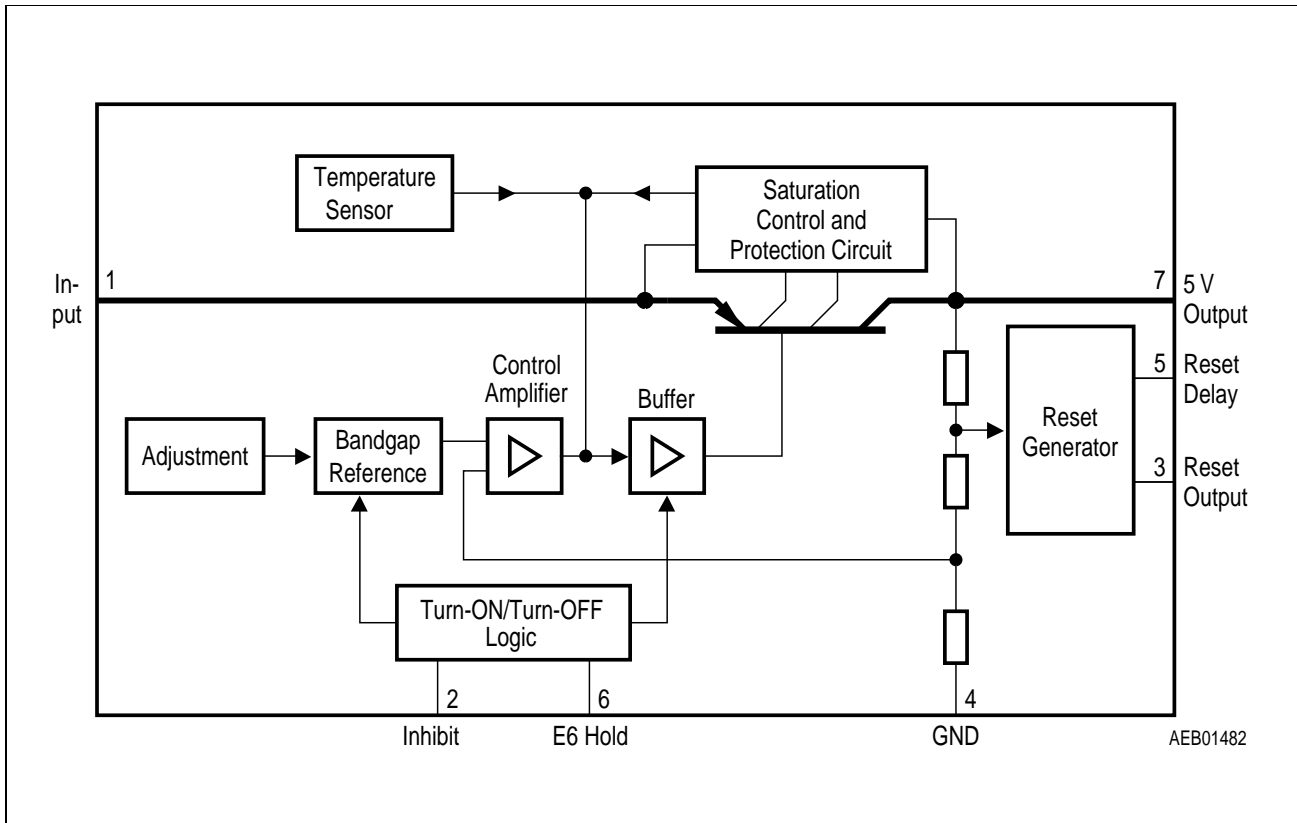 Temperature
Sensor
Saturation
Control and
Protection Circuit
In-
put
1
7
5 V
Output
Control
Amplifier
Buffer
5
Reset
Delay
Adjustment
Bandgap
Reference
Reset
Generator
3
Reset
Output
Turn-ON/Turn-OFF
Logic
2
6
4
Inhibit
E6 Hold
GND
AEB01482